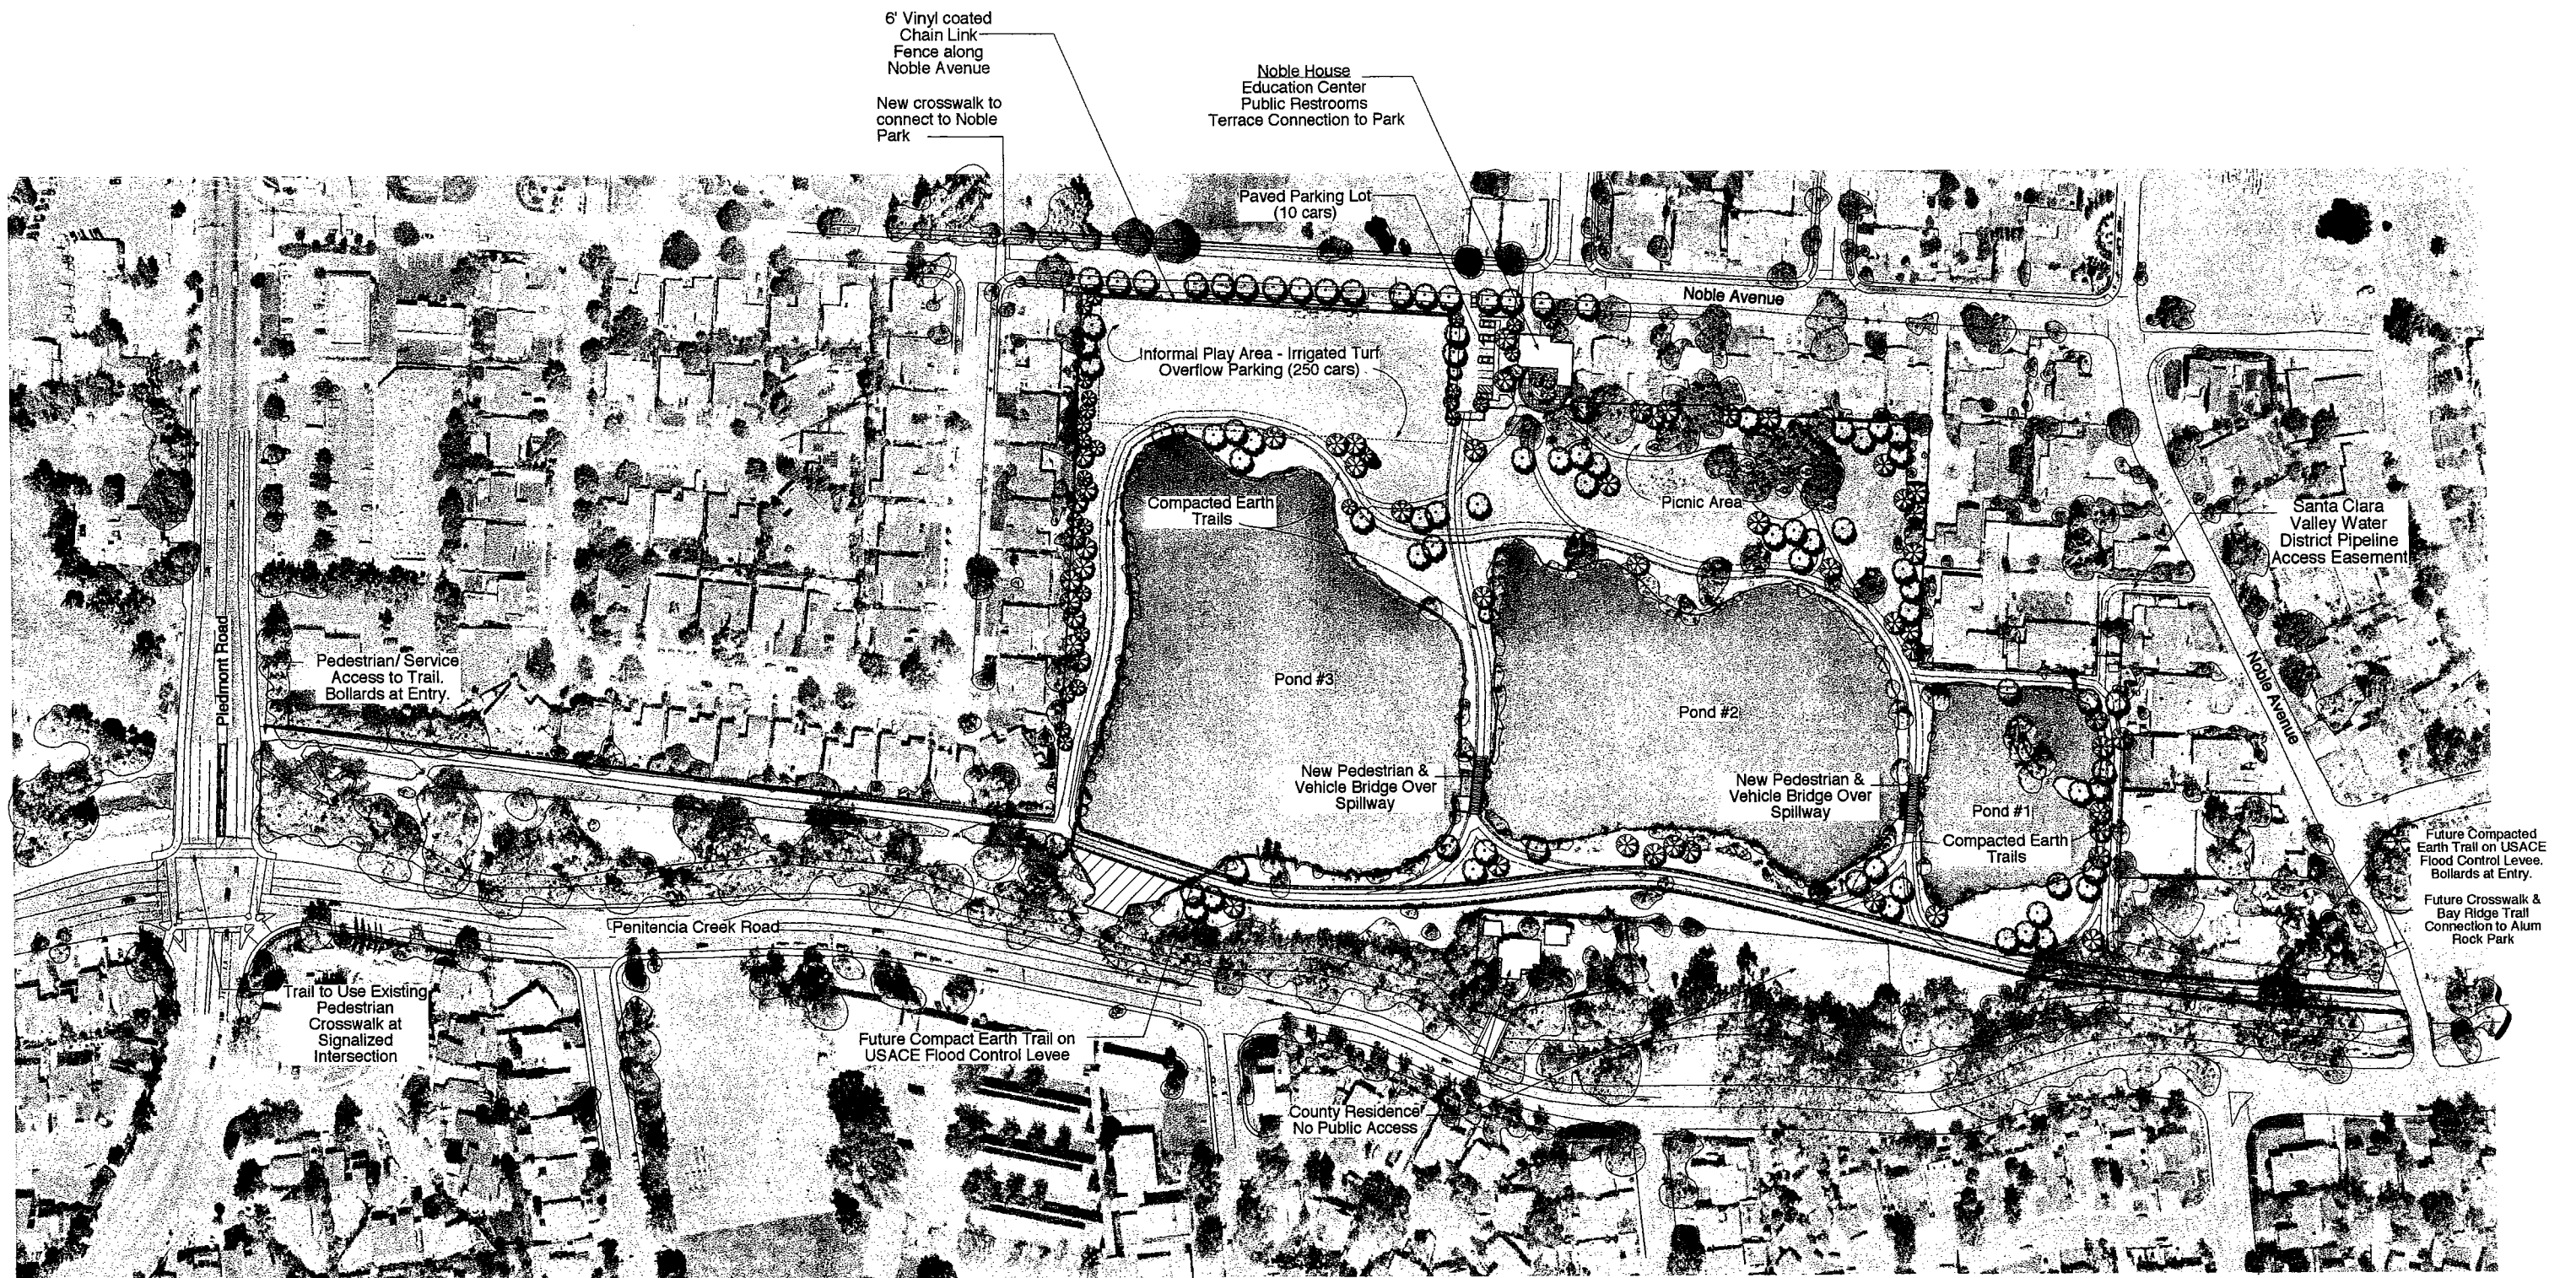 6' Vinyl coated
Chain Link
Fence along
Noble Avenue
New crosswalk to
connect to Noble
Park
Noble House
Education Center
Public Restrooms
Terrace Connection to Park
Paved Parking Lot
(10 cars)
Noble Avenue
Informal Play Area - Irrigated Turf
Overflow Parking (250 cars)
Compacted Earth
Trails
Picnic Area
Santa Clara
Valley Water
District Pipeline
Access Easement
Piedmont Road
Pedestrian/ Service
Access to Trail.
Bollards at Entry.
Pond #3
Pond #2
Noble Avenue
New Pedestrian &
Vehicle Bridge Over
Spillway
New Pedestrian &
Vehicle Bridge Over
Spillway
Pond #1
Compacted Earth
Trails
Future Compacted
Earth Trail on USACE
Flood Control Levee.
Bollards at Entry.
Future Crosswalk &
Bay Ridge Trail
Connection to Alum
Rock Park
Penitencia Creek Road
Trail to Use Existing
Pedestrian
Crosswalk at
Signalized
Intersection
Future Compact Earth Trail on
USACE Flood Control Levee
County Residence
No Public Access